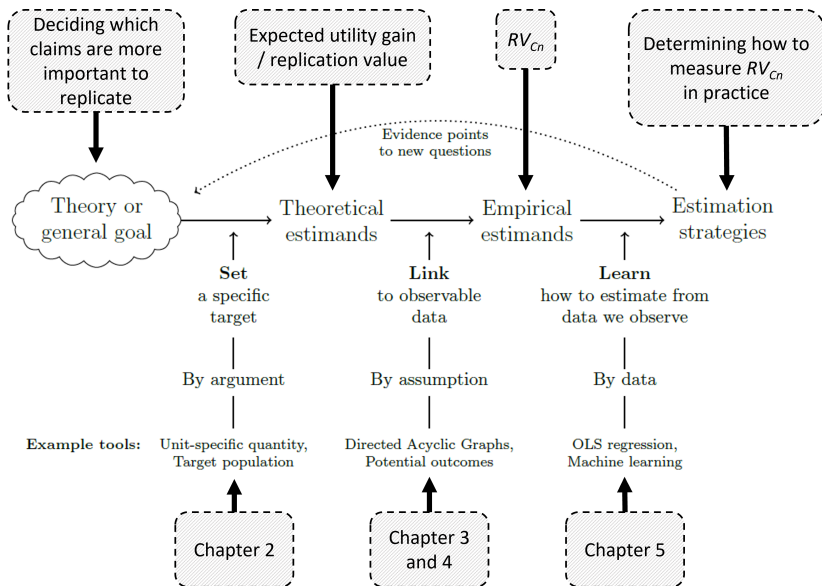 Deciding which
claims are more
important to
replicate
Expected utility gain
/ replication value
RV_Cn
Determining how to
measure RV_Cn
in practice
Evidence points
to new questions
Theory or
general goal
Theoretical
estimands
Empirical
estimands
Estimation
strategies
Set
a specific
target
Link
to observable
data
Learn
how to estimate from
data we observe
By argument
By assumption
By data
Example tools:
Unit-specific quantity,
Target population
Directed Acyclic Graphs,
Potential outcomes
OLS regression,
Machine learning
Chapter 2
Chapter 3
and 4
Chapter 5